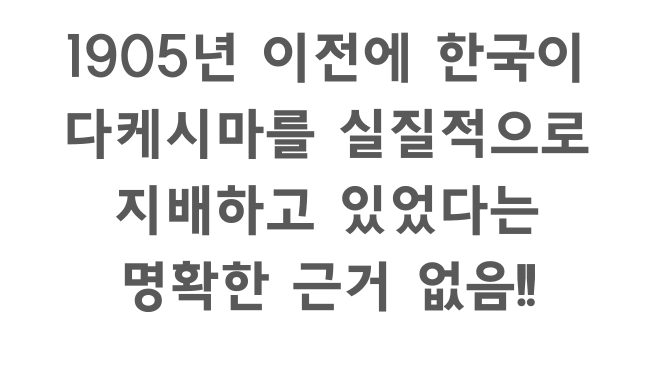 1905년 이전에 한국이
다케시마를 실질적으로
지배하고 있었다는
명확한 근거 없음!!